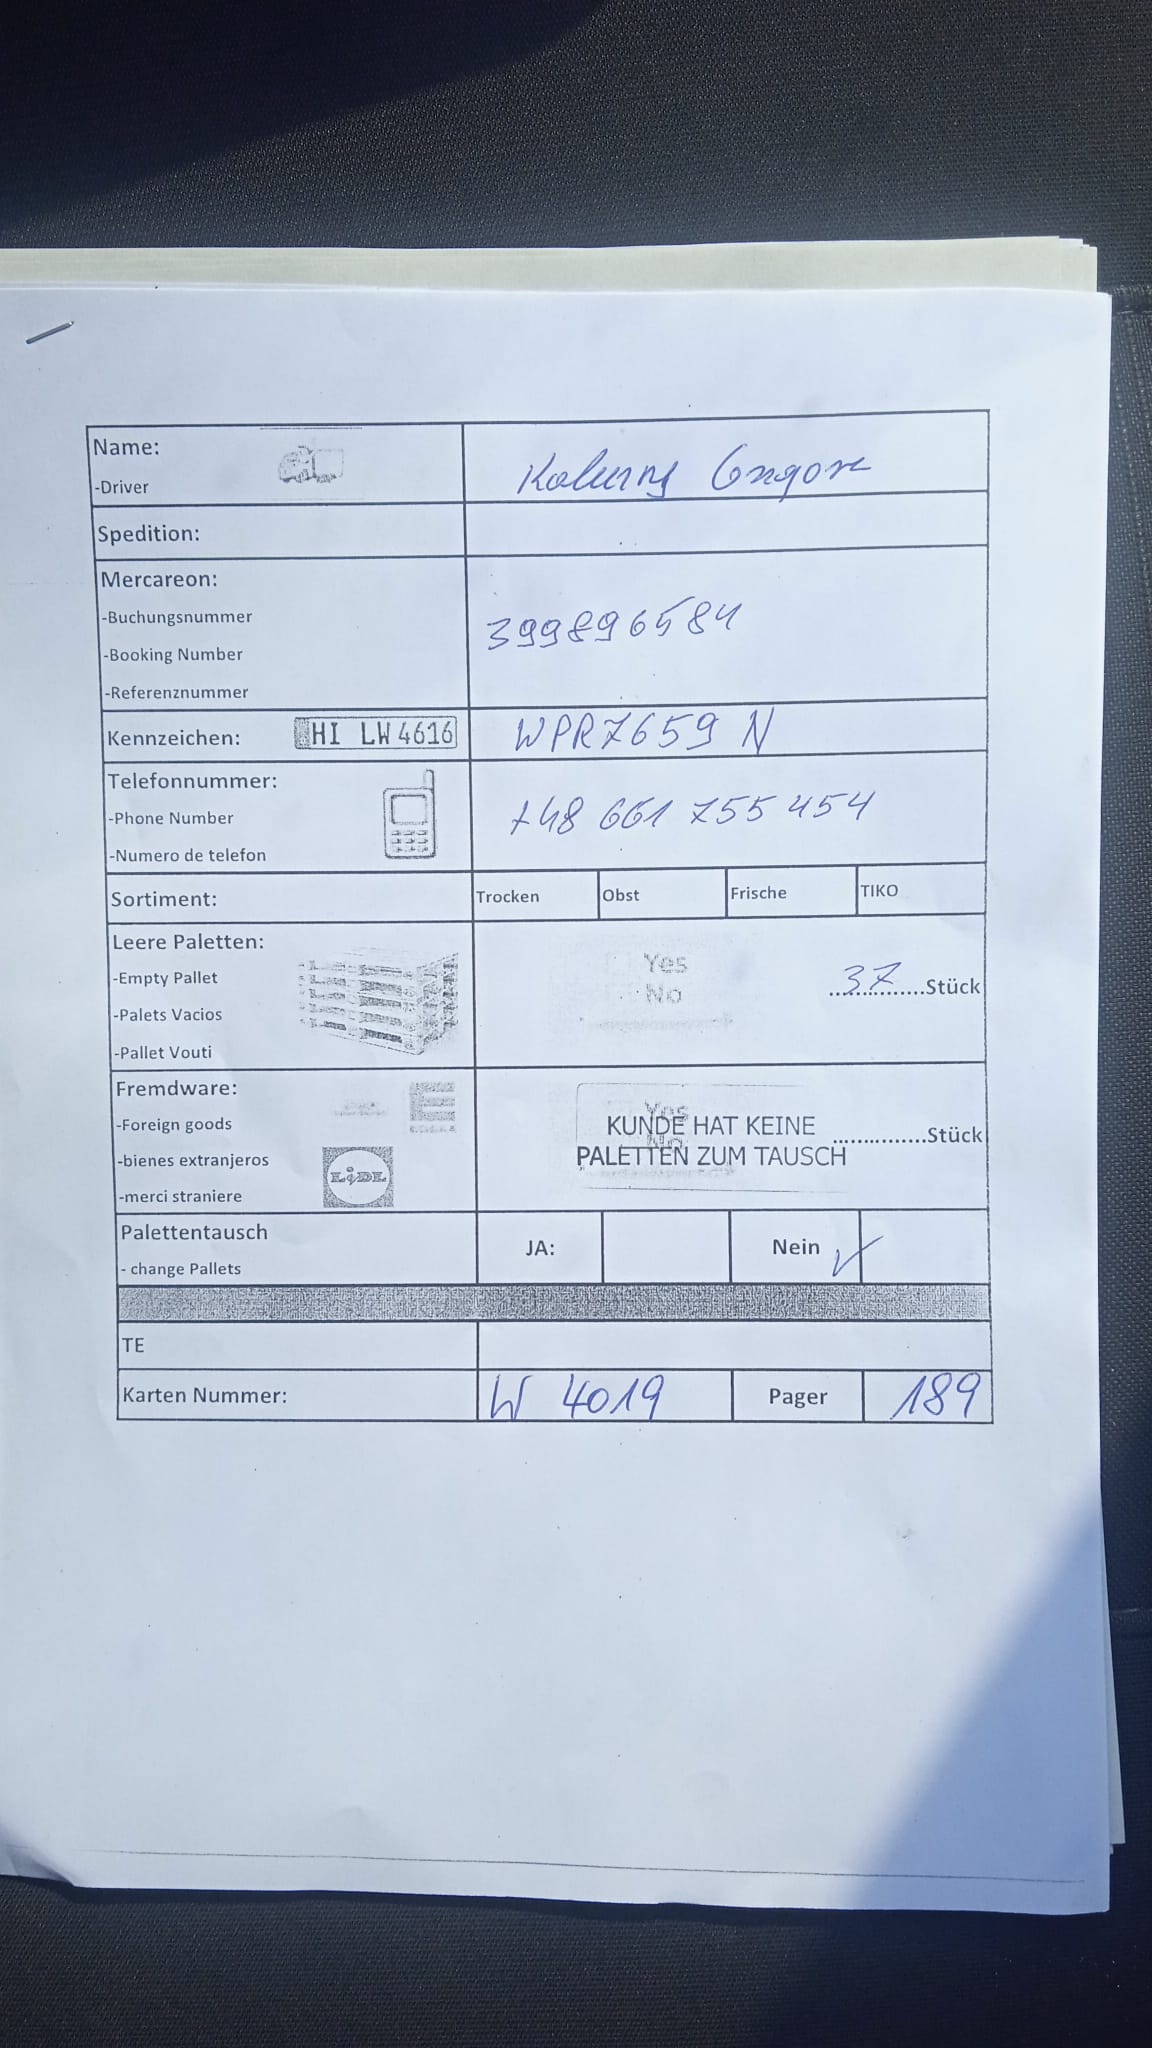 Name:
-Driver
Spedition:
Mercareon:
-Buchungsnummer
-Booking Number
-Referenznummer
399896584
Kennzeichen: HI LW 4616 WPR7659 N
Telefonnummer:
-Phone Number
-Numero de telefon
+48 661 755 454
Sortiment: Trocken Obst Frische TIKO
Leere Paletten:
-Empty Pallet
-Palets Vacios
-Pallet Vouti
Yes
No
37 ..............Stück
Fremdware:
-Foreign goods
-bienes extranjeros
-merci straniere
LiDL
Yes
No
KUNDE HAT KEINE
PALETTEN ZUM TAUSCH
..............Stück
Palettentausch
- change Pallets
JA: Nein ✓
TE
Karten Nummer: W 4019 Pager 189